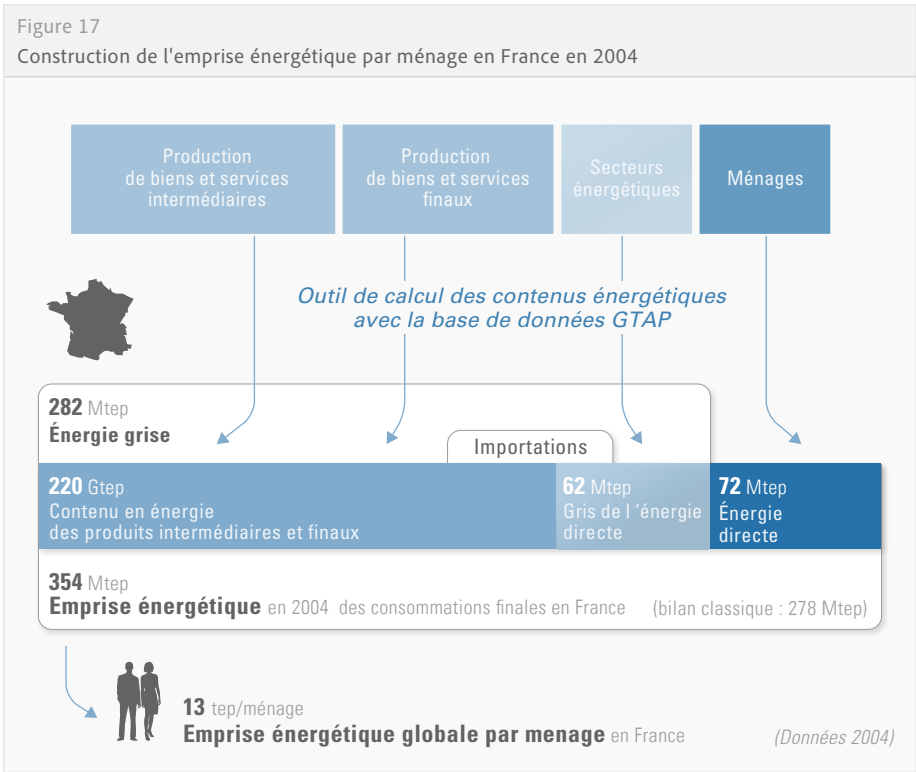 Figure 17
Construction de l'emprise énergétique par ménage en France en 2004
Production
de biens et services
intermédiaires
Production
de biens et services
finaux
Secteurs
énergétiques
Ménages
Outil de calcul des contenus énergétiques
avec la base de données GTAP
282 Mtep
Énergie grise
Importations
220 Gtep
Contenu en énergie
des produits intermédiaires et finaux
62 Mtep
Gris de l 'énergie
directe
72 Mtep
Énergie
directe
354 Mtep
Emprise énergétique en 2004 des consommations finales en France (bilan classique : 278 Mtep)
13 tep/ménage
Emprise énergétique globale par menage en France
(Données 2004)